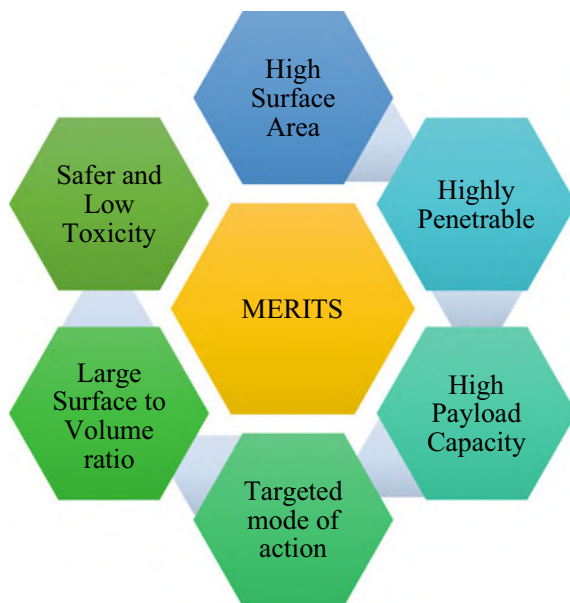 High
Surface
Area
Highly
Penetrable
High
Payload
Capacity
Targeted
mode of
action
Large
Surface to
Volume
ratio
Safer and
Low
Toxicity
MERITS